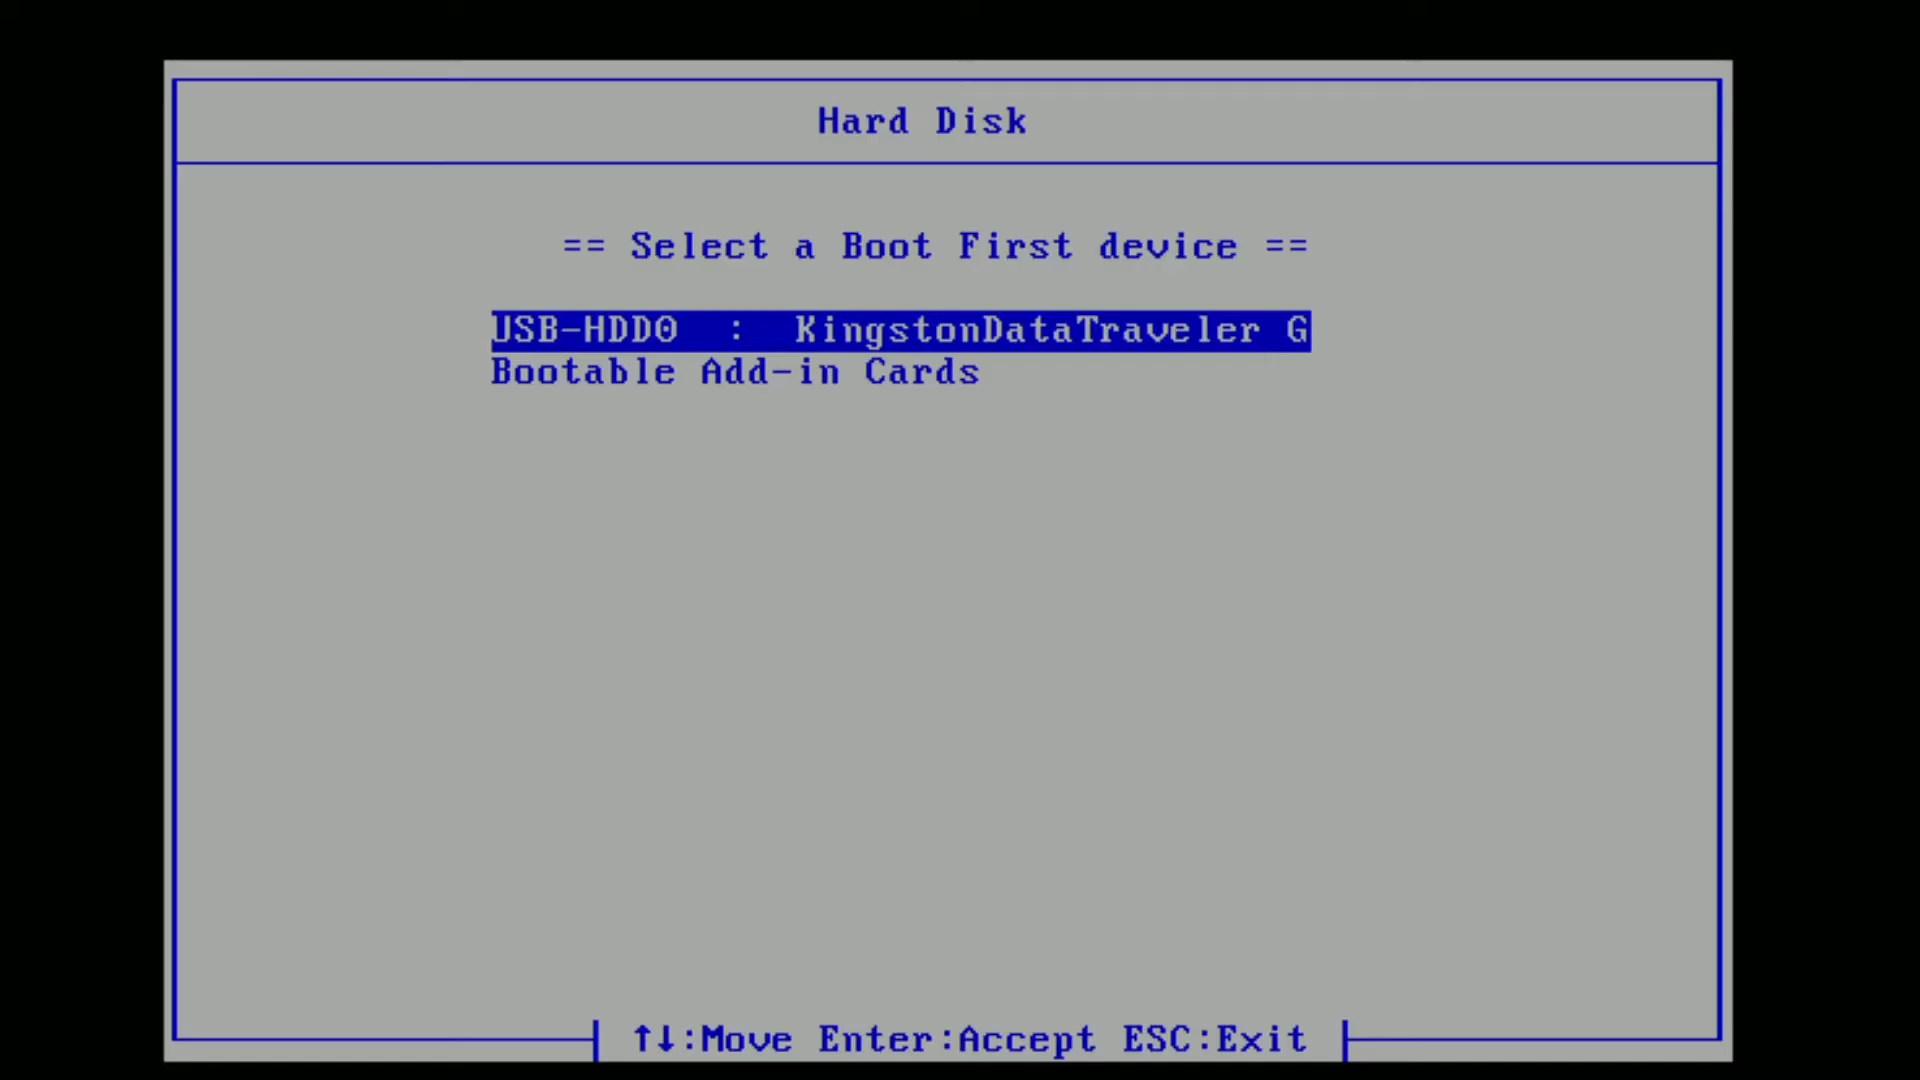 Hard Disk
== Select a Boot First device ==
USB-HDD0 : KingstonDataTraveler G
Bootable Add-in Cards
↑↓:Move Enter:Accept ESC:Exit